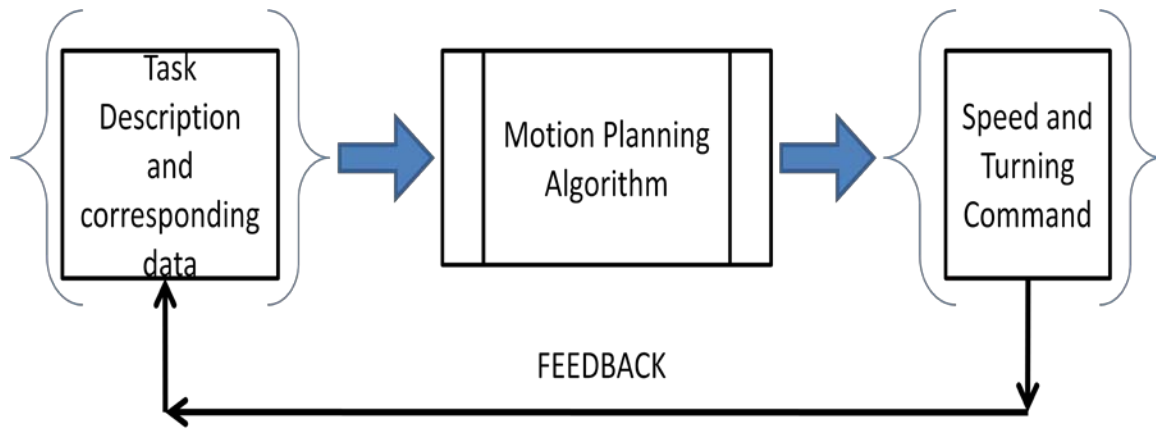 Task
Description
and
corresponding
data
Motion Planning
Algorithm
Speed and
Turning
Command
FEEDBACK